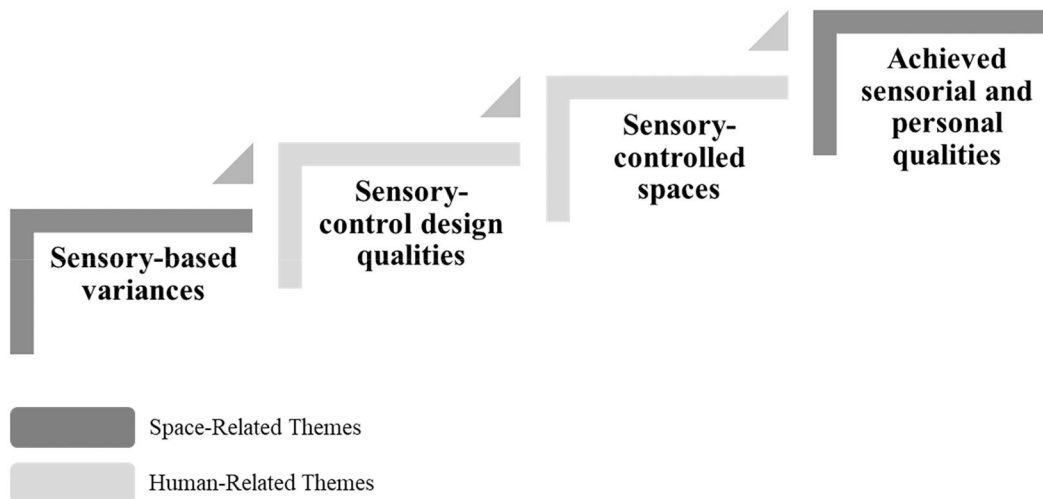 Sensory-based
variances
Sensory-
control design
qualities
Sensory-
controlled
spaces
Achieved
sensorial and
personal
qualities
Space-Related Themes
Human-Related Themes